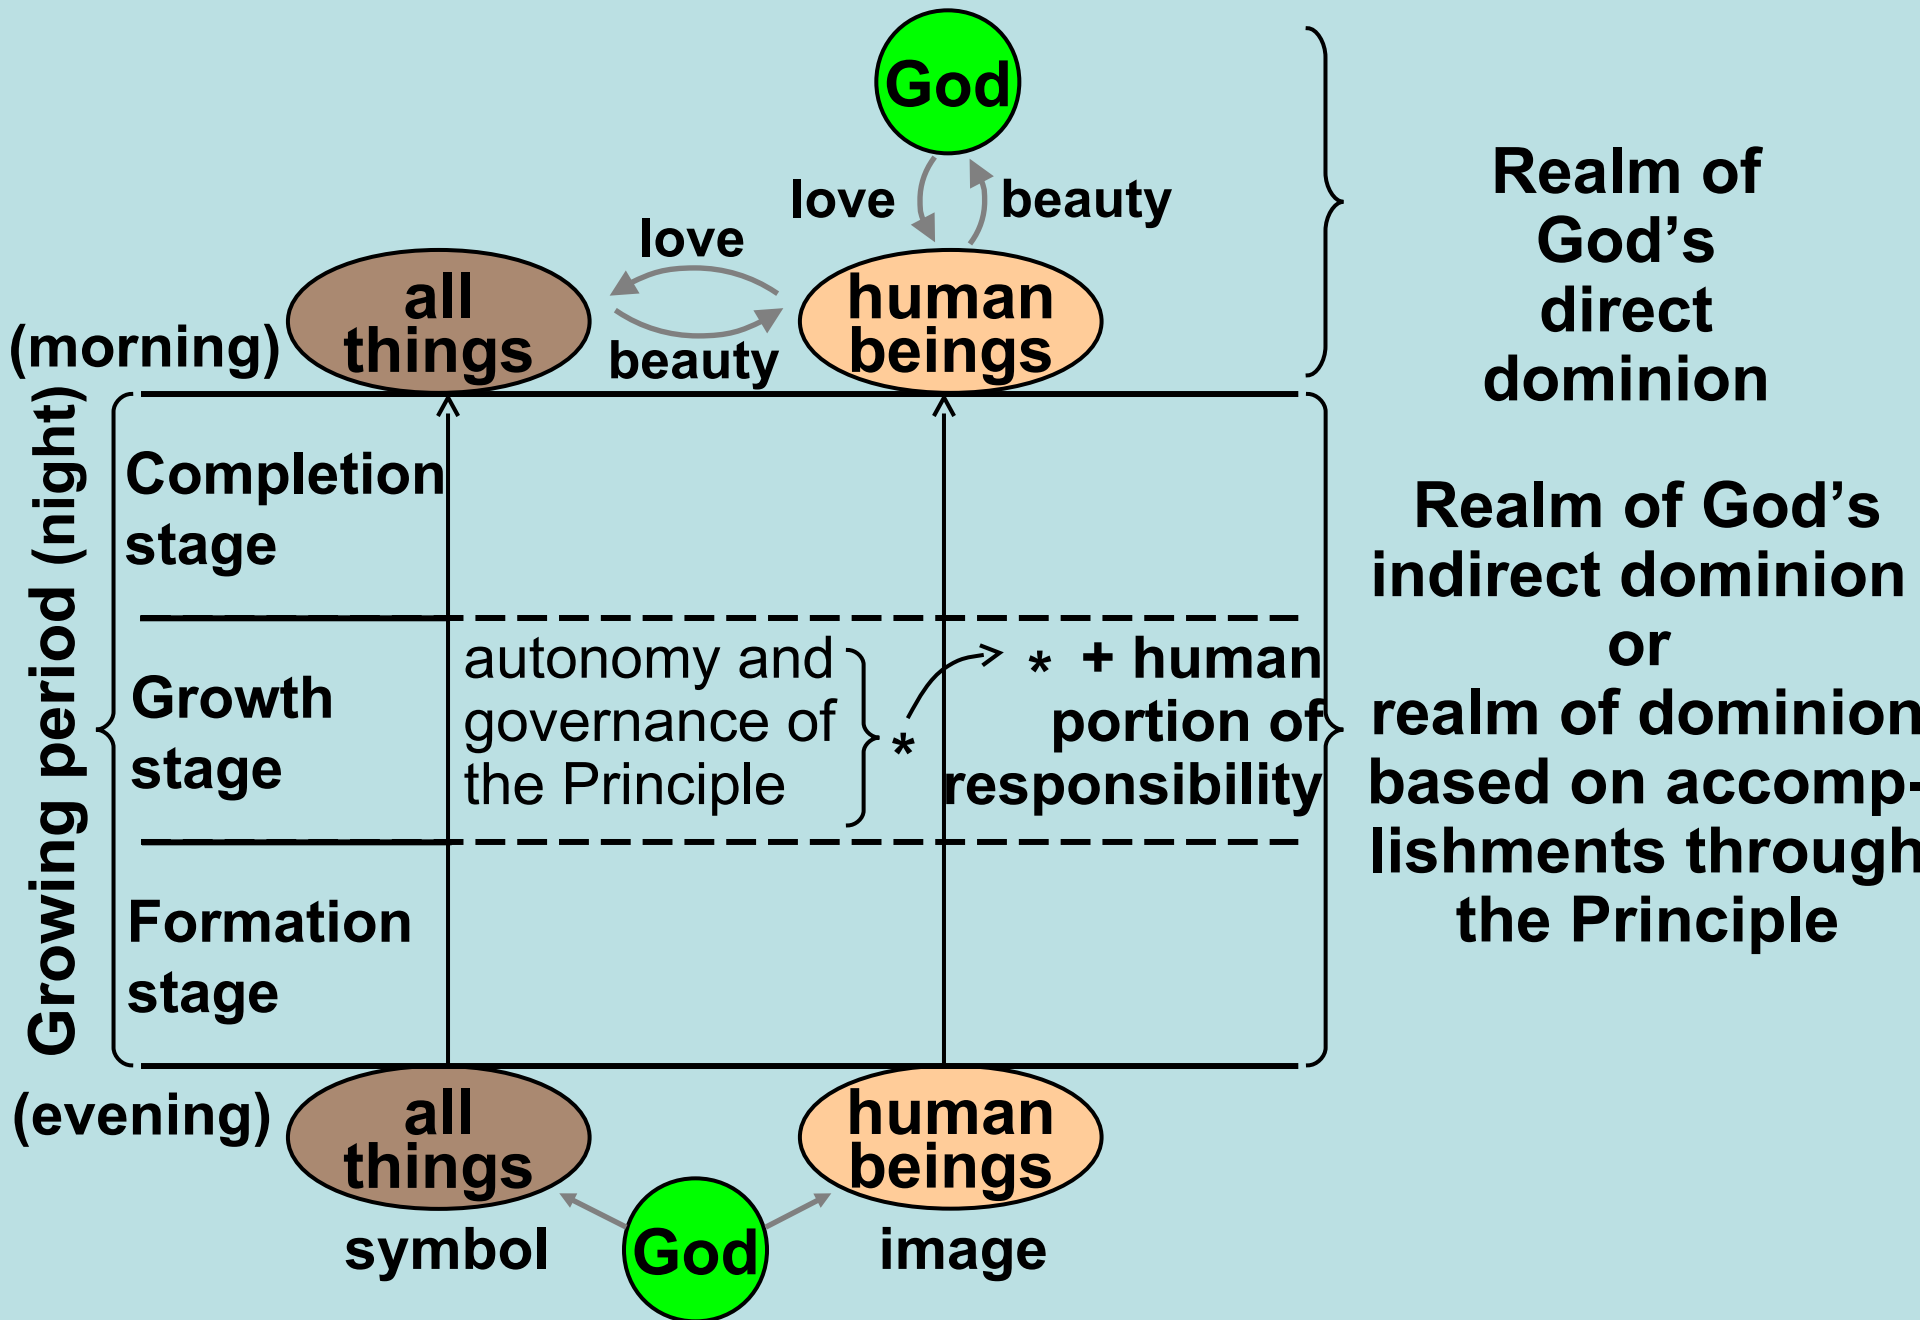 God
love
beauty
love
all
things
human
beings
beauty
(morning)
Realm of
God’s
direct
dominion
Growing period (night)
Completion
stage
Growth
stage
Formation
stage
autonomy and
governance of
the Principle
*
* + human
portion of
responsibility
Realm of God’s
indirect dominion
or
realm of dominion
based on accomp-
lishments through
the Principle
(evening)
all
things
human
beings
symbol
God
image